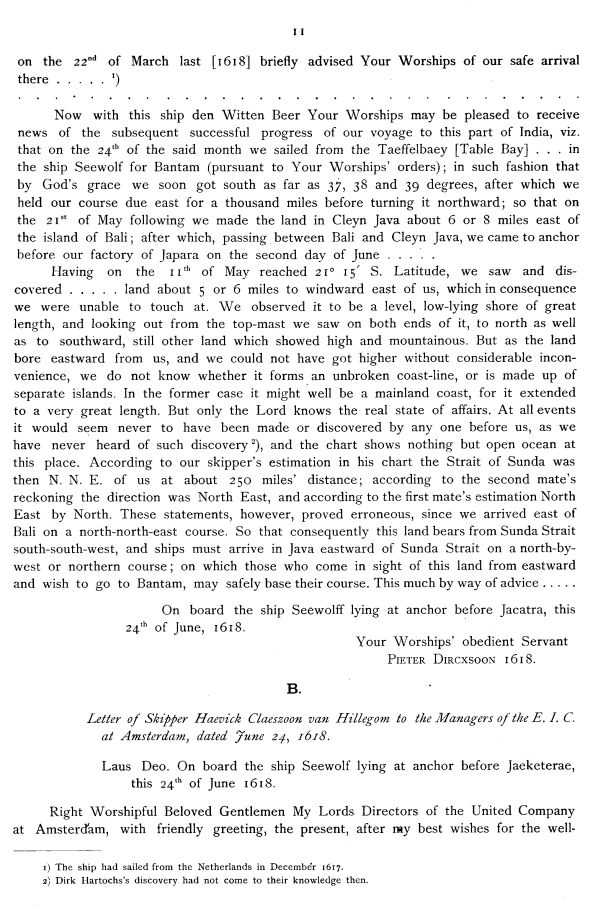 11
on the 22nd of March last [1618] briefly advised Your Worships of our safe arrival
there . . . . . 1)
. . . . . . . . . . . . . . . . . . . . . . . . . . . . . . . .
Now with this ship den Witten Beer Your Worships may be pleased to receive
news of the subsequent successful progress of our voyage to this part of India, viz.
that on the 24th of the said month we sailed from the Taeffelbaey [Table Bay] . . . in
the ship Seewolf for Bantam (pursuant to Your Worships' orders); in such fashion that
by God's grace we soon got south as far as 37, 38 and 39 degrees, after which we
held our course due east for a thousand miles before turning it northward; so that on
the 21st of May following we made the land in Cleyn Java about 6 or 8 miles east of
the island of Bali; after which, passing between Bali and Cleyn Java, we came to anchor
before our factory of Japara on the second day of June . . . . .
Having on the 11th of May reached 21° 15′ S. Latitude, we saw and dis-
covered . . . . . land about 5 or 6 miles to windward east of us, which in consequence
we were unable to touch at. We observed it to be a level, low-lying shore of great
length, and looking out from the top-mast we saw on both ends of it, to north as well
as to southward, still other land which showed high and mountainous. But as the land
bore eastward from us, and we could not have got higher without considerable incon-
venience, we do not know whether it forms an unbroken coast-line, or is made up of
separate islands. In the former case it might well be a mainland coast, for it extended
to a very great length. But only the Lord knows the real state of affairs. At all events
it would seem never to have been made or discovered by any one before us, as we
have never heard of such discovery 2), and the chart shows nothing but open ocean at
this place. According to our skipper's estimation in his chart the Strait of Sunda was
then N. N. E. of us at about 250 miles' distance; according to the second mate's
reckoning the direction was North East, and according to the first mate's estimation North
East by North. These statements, however, proved erroneous, since we arrived east of
Bali on a north-north-east course. So that consequently this land bears from Sunda Strait
south-south-west, and ships must arrive in Java eastward of Sunda Strait on a north-by-
west or northern course; on which those who come in sight of this land from eastward
and wish to go to Bantam, may safely base their course. This much by way of advice . . . . .
On board the ship Seewolff lying at anchor before Jacatra, this
24th of June, 1618.
Your Worships' obedient Servant
PIETER DIRCXSOON 1618.
B.
Letter of Skipper Haevick Claeszoon van Hillegom to the Managers of the E. I. C.
at Amsterdam, dated June 24, 1618.
Laus Deo. On board the ship Seewolf lying at anchor before Jaeketerae,
this 24th of June 1618.
Right Worshipful Beloved Gentlemen My Lords Directors of the United Company
at Amsterdam, with friendly greeting, the present, after my best wishes for the well-
1) The ship had sailed from the Netherlands in December 1617.
2) Dirk Hartochs's discovery had not come to their knowledge then.